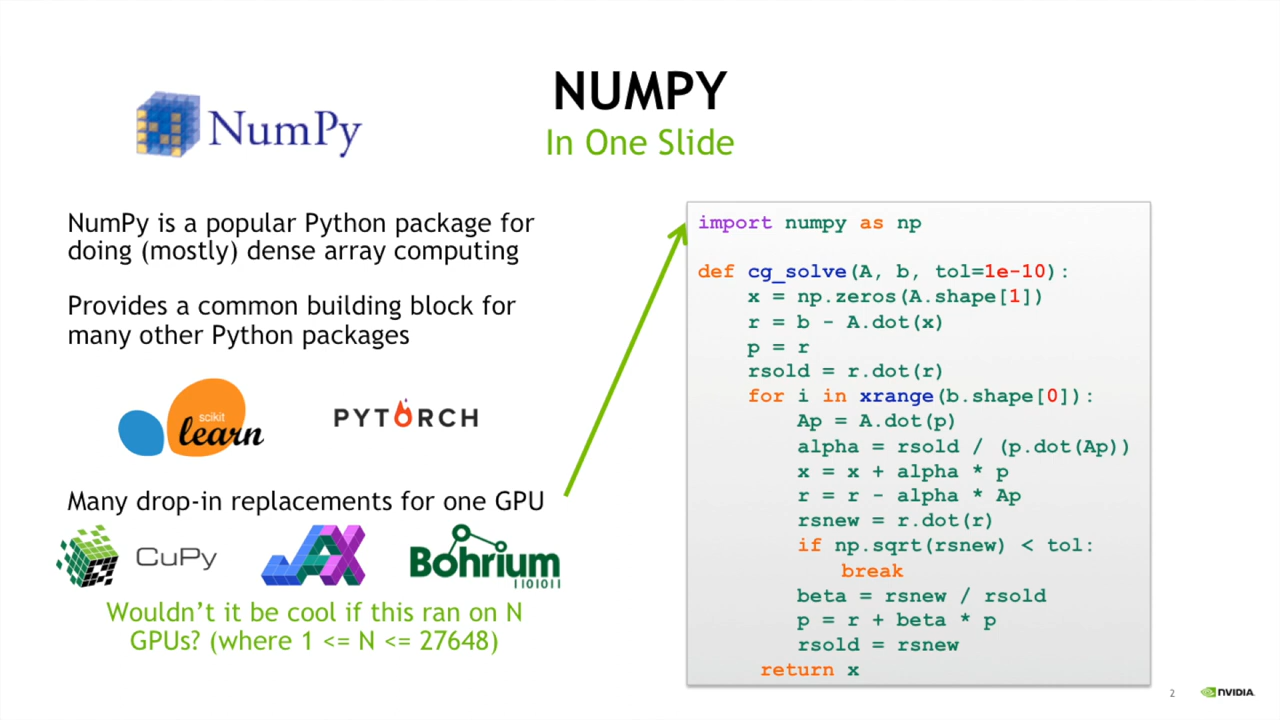 NumPy
NUMPY
In One Slide
NumPy is a popular Python package for
doing (mostly) dense array computing
Provides a common building block for
many other Python packages
scikit
learn
PYTORCH
Many drop-in replacements for one GPU
CuPy
JAX
Bohrium
1101011
Wouldn't it be cool if this ran on N
GPUs? (where 1 <= N <= 27648)
import numpy as np
def cg_solve(A, b, tol=1e-10):
    x = np.zeros(A.shape[1])
    r = b - A.dot(x)
    p = r
    rsold = r.dot(r)
    for i in xrange(b.shape[0]):
        Ap = A.dot(p)
        alpha = rsold / (p.dot(Ap))
        x = x + alpha * p
        r = r - alpha * Ap
        rsnew = r.dot(r)
        if np.sqrt(rsnew) < tol:
            break
        beta = rsnew / rsold
        p = r + beta * p
        rsold = rsnew
     return x
2
NVIDIA.